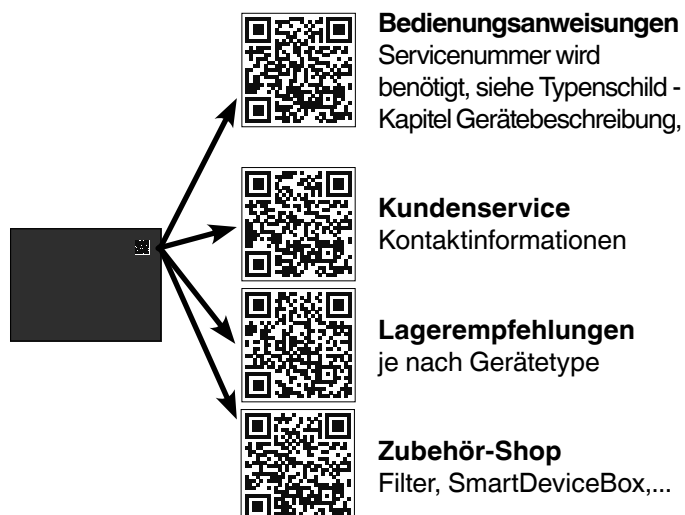 Bedienungsanweisungen
Servicenummer wird
benötigt, siehe Typenschild -
Kapitel Gerätebeschreibung,
Kundenservice
Kontaktinformationen
Lagerempfehlungen
je nach Gerätetype
Zubehör-Shop
Filter, SmartDeviceBox,...